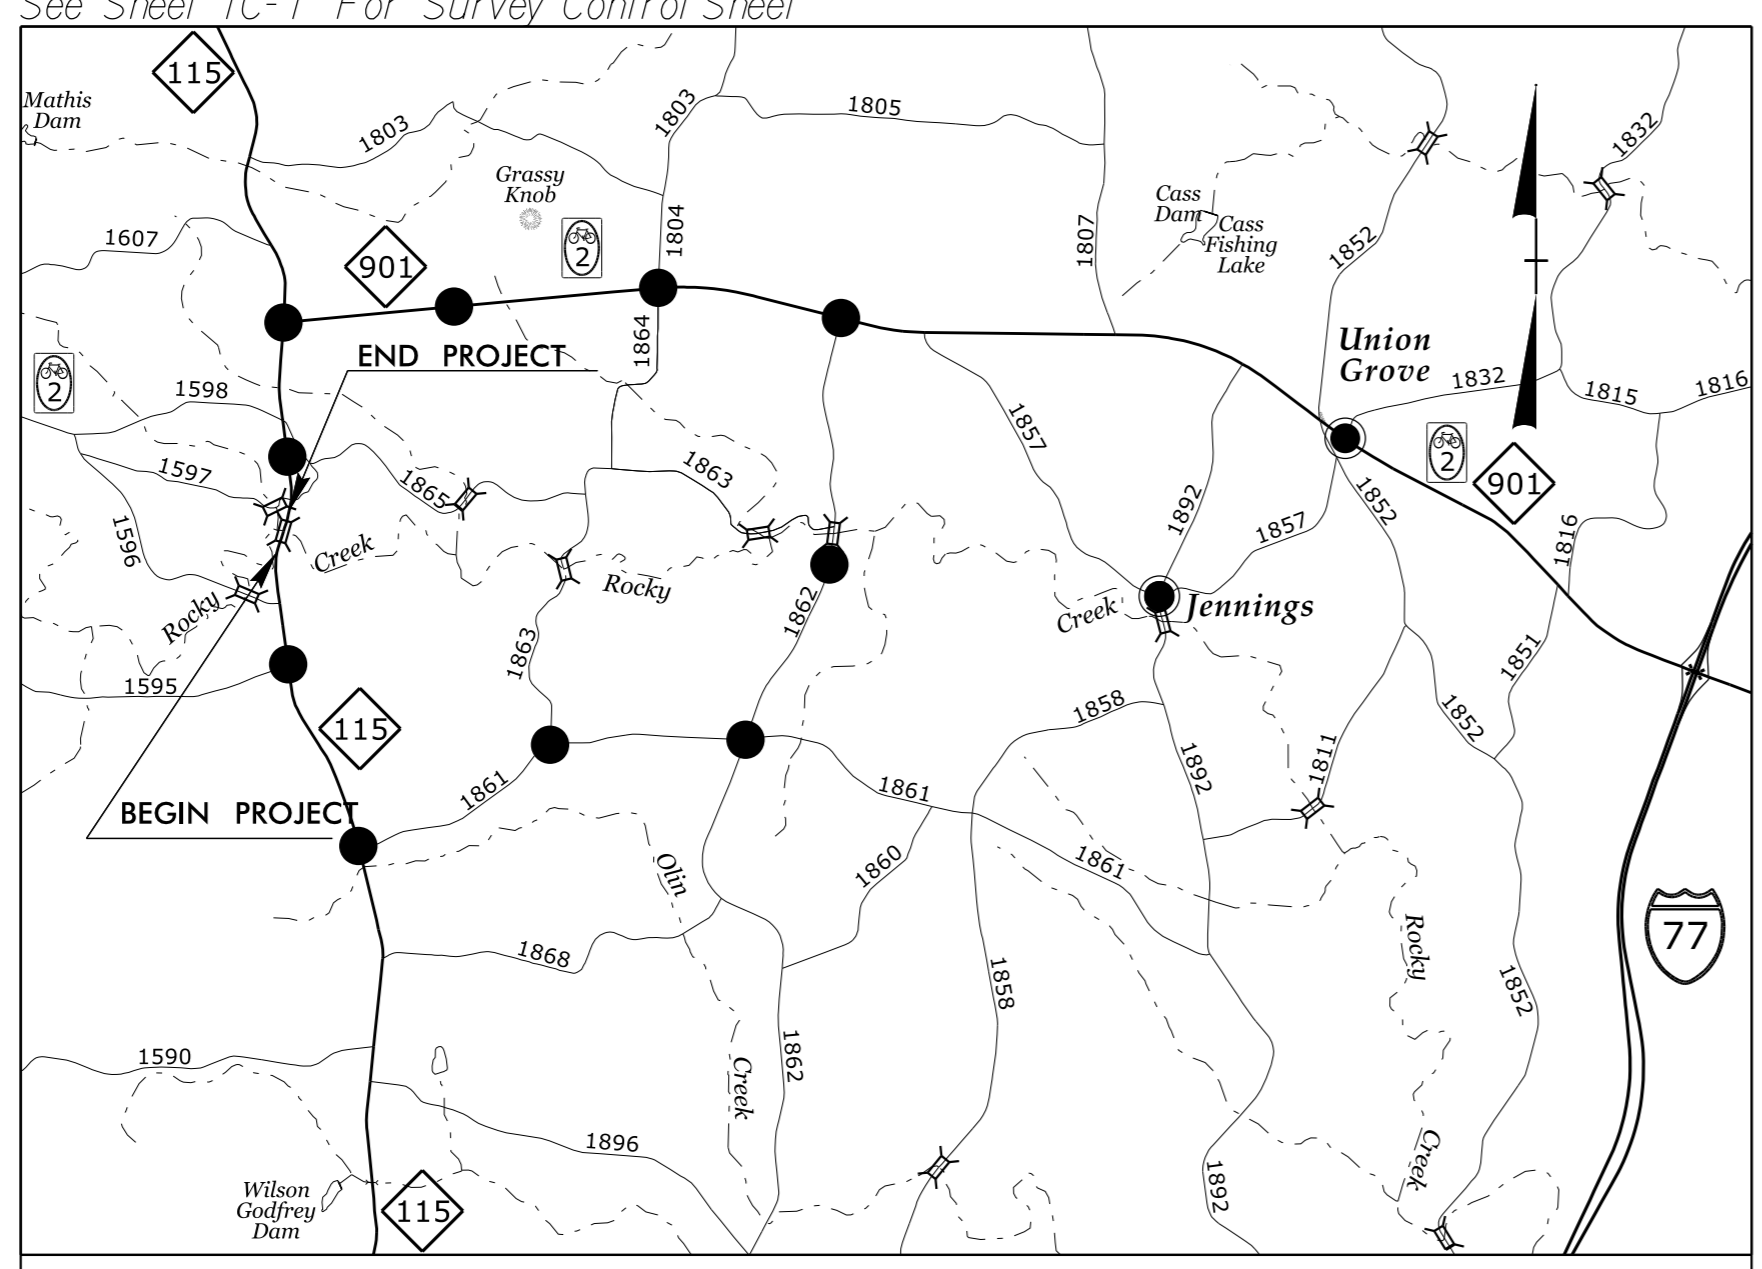 See Sheet 1C-1 For Survey Control Sheet
115
Mathis
Dam
1803
1803
1805
1832
Grassy
Knob
Cass
Dam
Cass
Fishing
Lake
1607
901
2
1804
1807
1852
2
1864
END PROJECT
Union
Grove
1598
1832
1815
1816
1857
2
901
1597
1865
1863
1892
1852
1857
1596
Creek
1816
Rocky
Rocky
1862
Creek
Jennings
1863
1851
1595
115
1858
1852
1892
1811
1861
1861
BEGIN PROJECT
Olin
1860
1861
1868
Rocky
77
1858
1852
1590
1862
Creek
1896
Creek
Wilson
Godfrey
Dam
115
1892